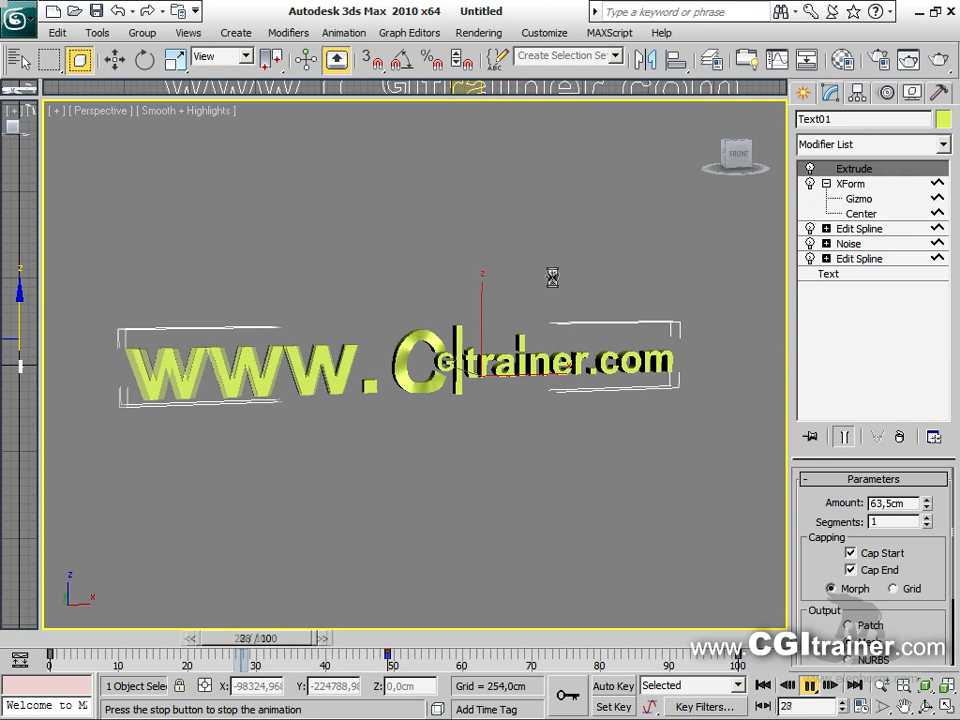 Autodesk 3ds Max 2010 x64 Untitled
Type a keyword or phrase
Edit Tools Group Views Create Modifiers Animation Graph Editors Rendering Customize MAXScript Help
View
3
Create Selection Se
[ + ] [ Perspective ] [ Smooth + Highlights ]
FRONT
z
z
www. CGItrainer.com
z
x
Text01
Modifier List
Extrude
XForm
Gizmo
Center
Edit Spline
Noise
Edit Spline
Text
Parameters
Amount: 63,5cm
Segments: 1
Capping
Cap Start
Cap End
Morph Grid
Output
Patch
NURBS
www.CGItrainer.com
<< / 100 >>
0 10 20 30 40 50 60 70 80 90 100
1 Object Selec X: -98324,968 Y: -224788,98 Z: 0,0cm Grid = 254,0cm Auto Key Selected
Welcome to M Press the stop button to stop the animation Add Time Tag Set Key Key Filters... 28